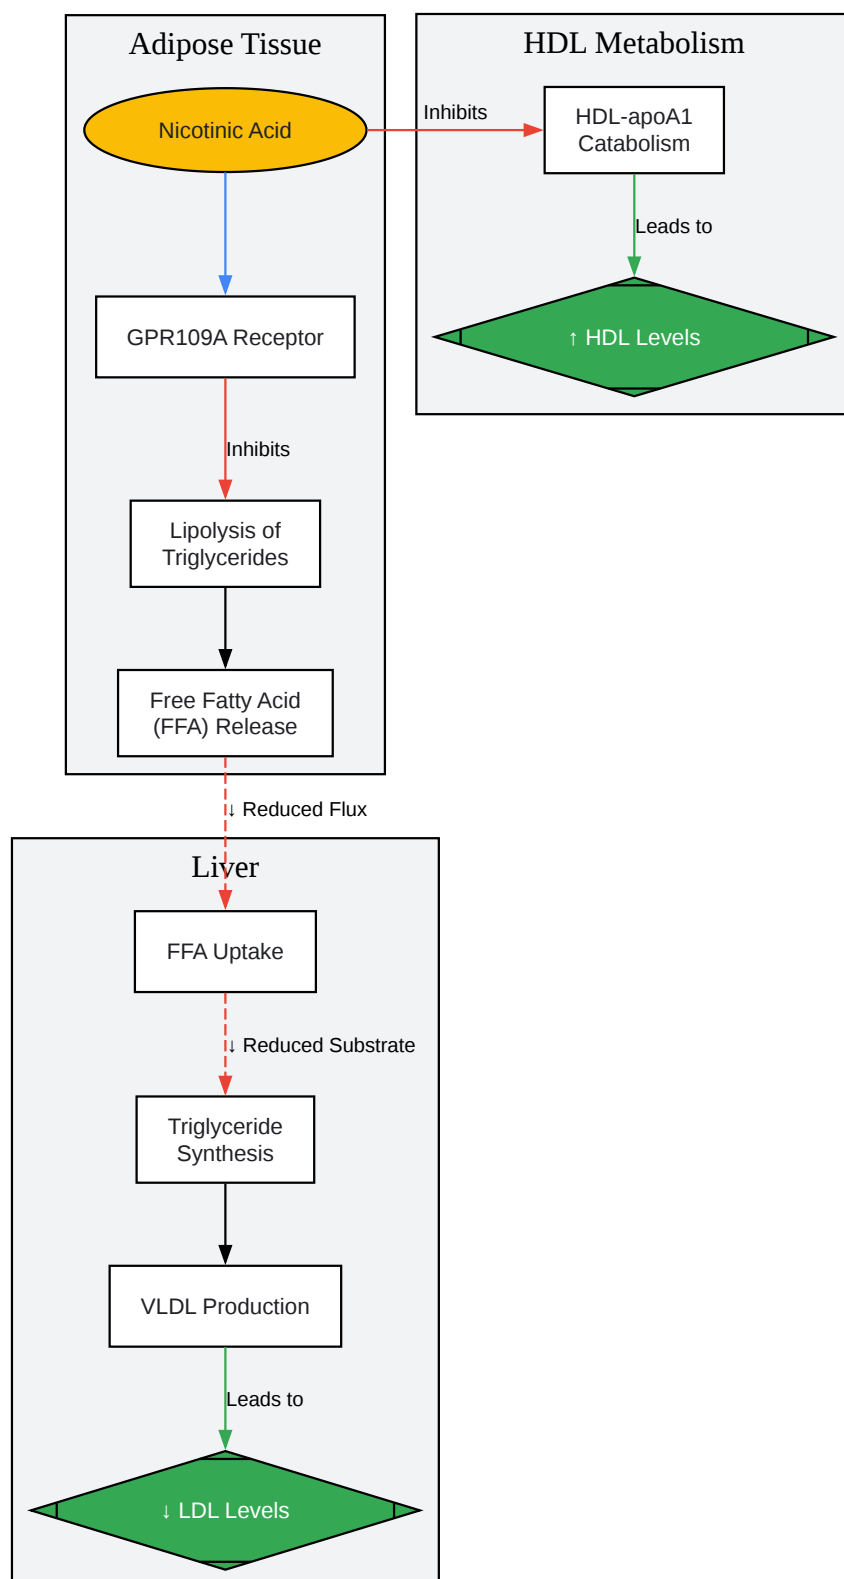 Adipose Tissue
Nicotinic Acid
GPR109A Receptor
Inhibits
Lipolysis of
Triglycerides
Free Fatty Acid
(FFA) Release
↓ Reduced Flux
HDL Metabolism
Inhibits
HDL-apoA1
Catabolism
Leads to
↑ HDL Levels
Liver
FFA Uptake
↓ Reduced Substrate
Triglyceride
Synthesis
VLDL Production
Leads to
↓ LDL Levels